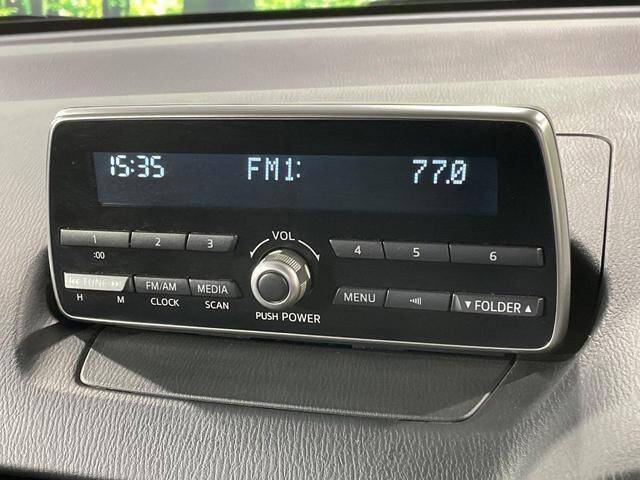 15:35 FM1: 77.0
VOL
1 2 3 4 5 6
:00
TUNE FM/AM MEDIA MENU ▼ FOLDER ▲
H M CLOCK SCAN
PUSH POWER